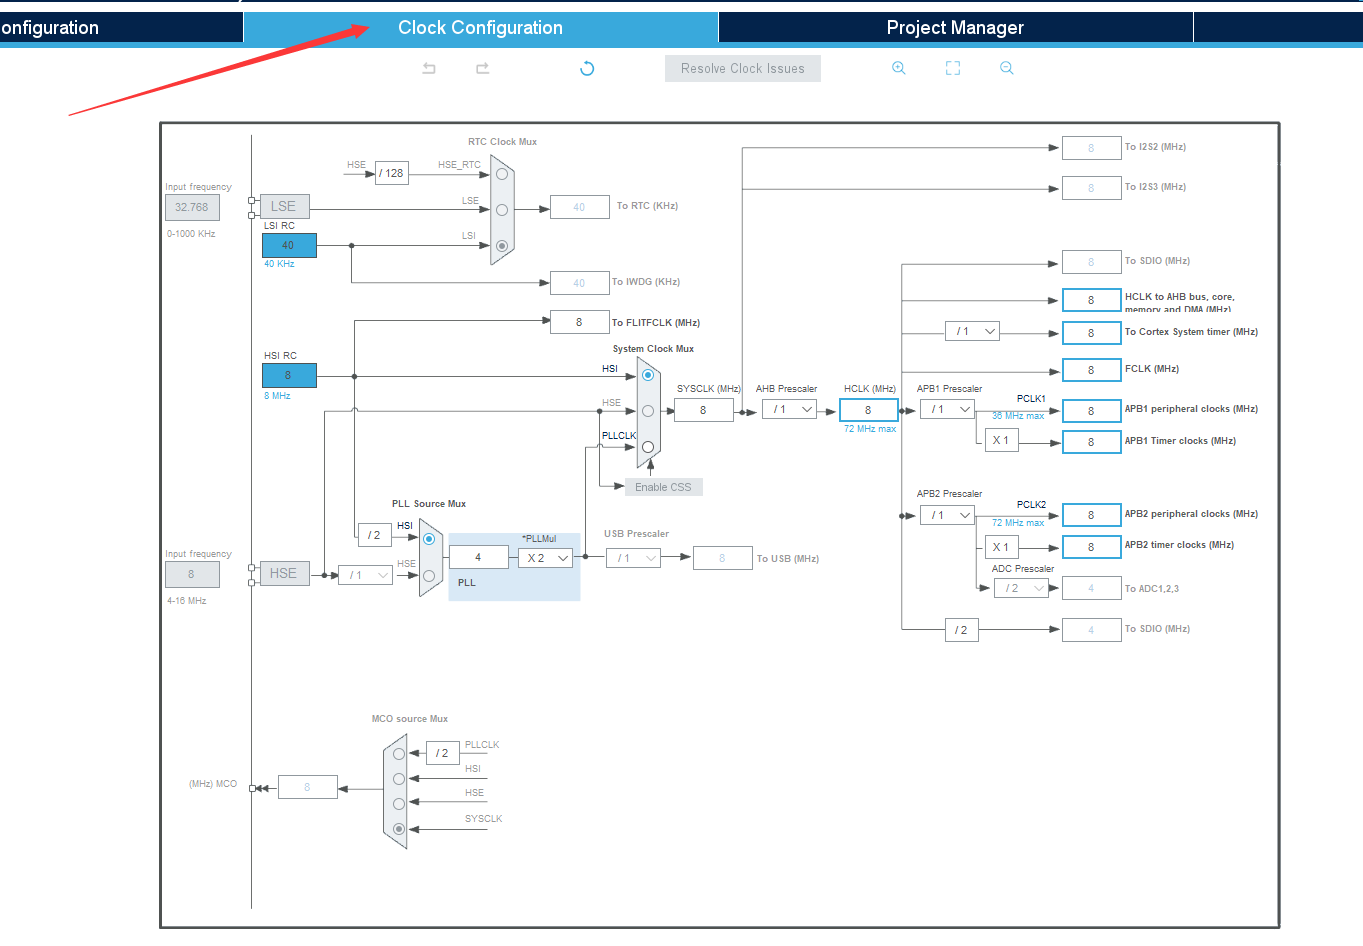 onfiguration
Clock Configuration
Project Manager
Resolve Clock Issues
RTC Clock Mux
HSE
/ 128
HSE_RTC
To I2S2 (MHz)
8
To I2S3 (MHz)
8
Input frequency
32.768
0-1000 KHz
LSE
LSE
40
To RTC (KHz)
LSI RC
40
40 KHz
LSI
40
To IWDG (KHz)
8
To FLITFCLK (MHz)
8
To SDIO (MHz)
8
HCLK to AHB bus, core,
memory and DMA (MHz)
/ 1
8
To Cortex System timer (MHz)
System Clock Mux
HSI RC
8
8 MHz
HSI
8
FCLK (MHz)
SYSCLK (MHz)
AHB Prescaler
HCLK (MHz)
APB1 Prescaler
HSE
8
/ 1
8
72 MHz max
/ 1
PCLK1
36 MHz max
8
APB1 peripheral clocks (MHz)
PLLCLK
X 1
8
APB1 Timer clocks (MHz)
Enable CSS
APB2 Prescaler
/ 1
PCLK2
72 MHz max
8
APB2 peripheral clocks (MHz)
PLL Source Mux
/ 2
HSI
*PLLMul
USB Prescaler
X 1
8
APB2 timer clocks (MHz)
Input frequency
8
4-16 MHz
HSE
/ 1
HSE
4
X 2
PLL
/ 1
8
To USB (MHz)
ADC Prescaler
/ 2
4
To ADC1,2,3
/ 2
4
To SDIO (MHz)
MCO source Mux
PLLCLK
/ 2
HSI
(MHz) MCO
8
HSE
SYSCLK